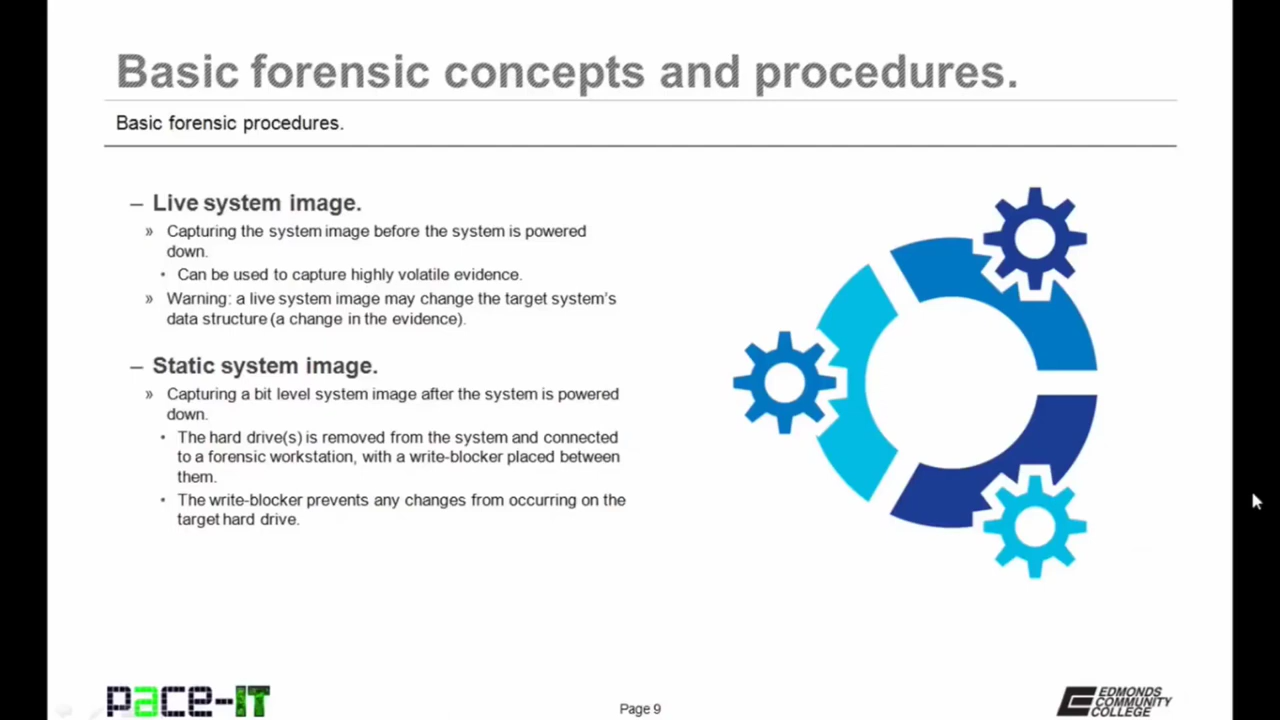 Basic forensic concepts and procedures.
Basic forensic procedures.
– Live system image.
» Capturing the system image before the system is powered
down.
• Can be used to capture highly volatile evidence.
» Warning: a live system image may change the target system's
data structure (a change in the evidence).
– Static system image.
» Capturing a bit level system image after the system is powered
down.
• The hard drive(s) is removed from the system and connected
to a forensic workstation, with a write-blocker placed between
them.
• The write-blocker prevents any changes from occurring on the
target hard drive.
pace-IT
Page 9
EDMONDS
COMMUNITY
COLLEGE